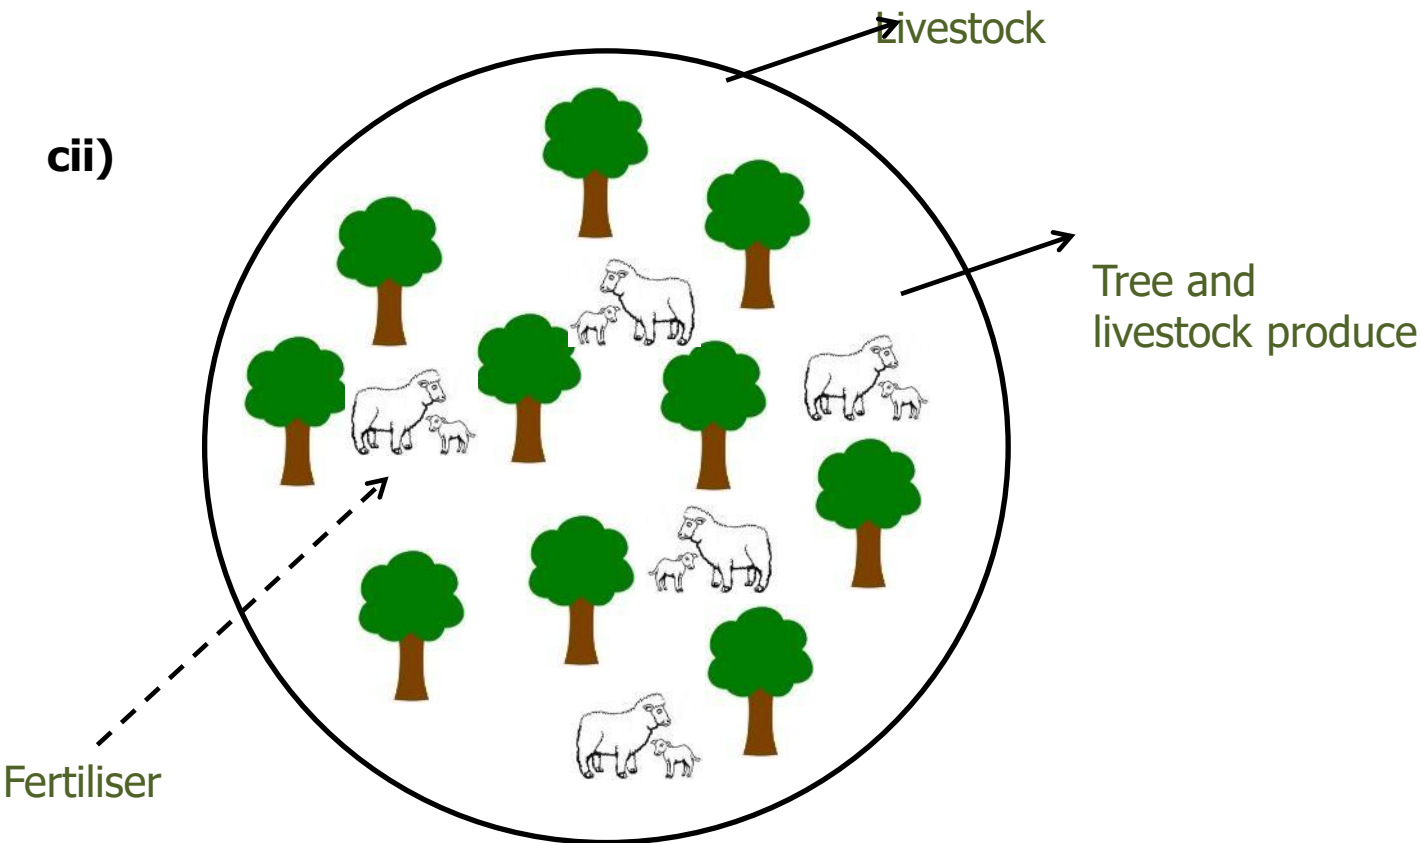 Livestock
cii)
Tree and
livestock produce
Fertiliser